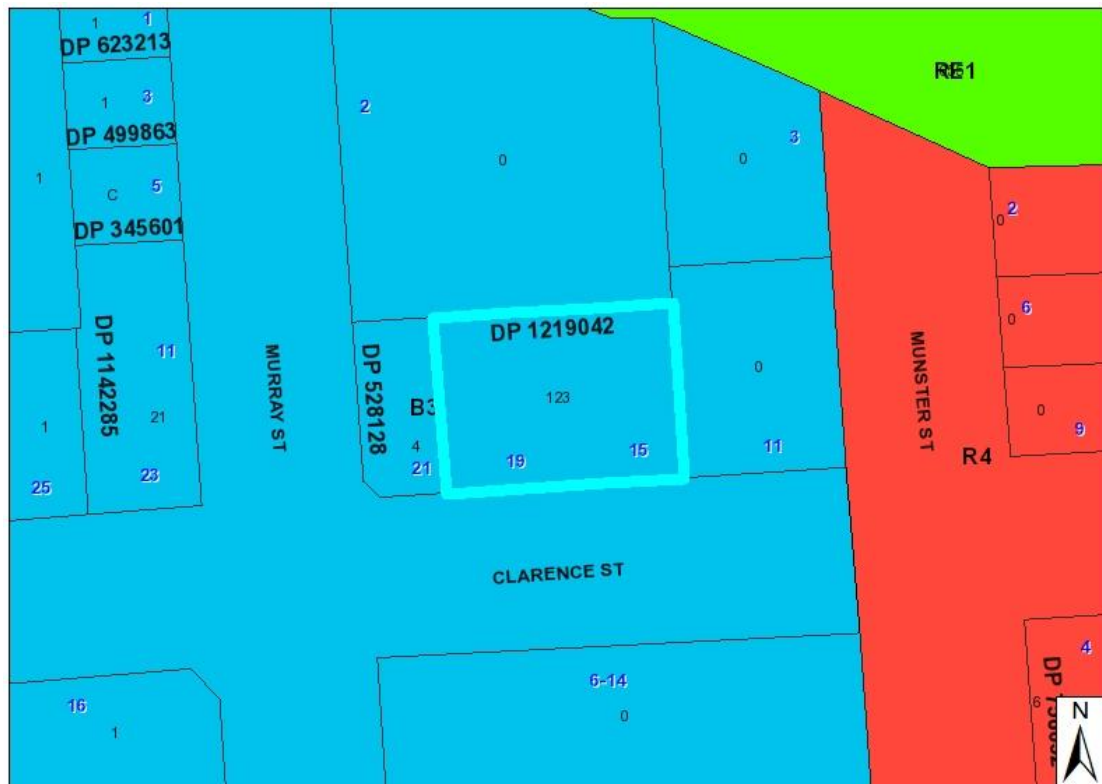 1
1
DP 623213
1
3
DP 499863
C
5
DP 345601
1
2
0
0
3
RE1
0
2
DP 1142285
11
MURRAY ST
DP 528128
B3
4
21
DP 1219042
123
19
15
0
11
MUNSTER ST
0
6
0
9
R4
1
25
21
23
CLARENCE ST
16
1
6-14
0
4
6
N